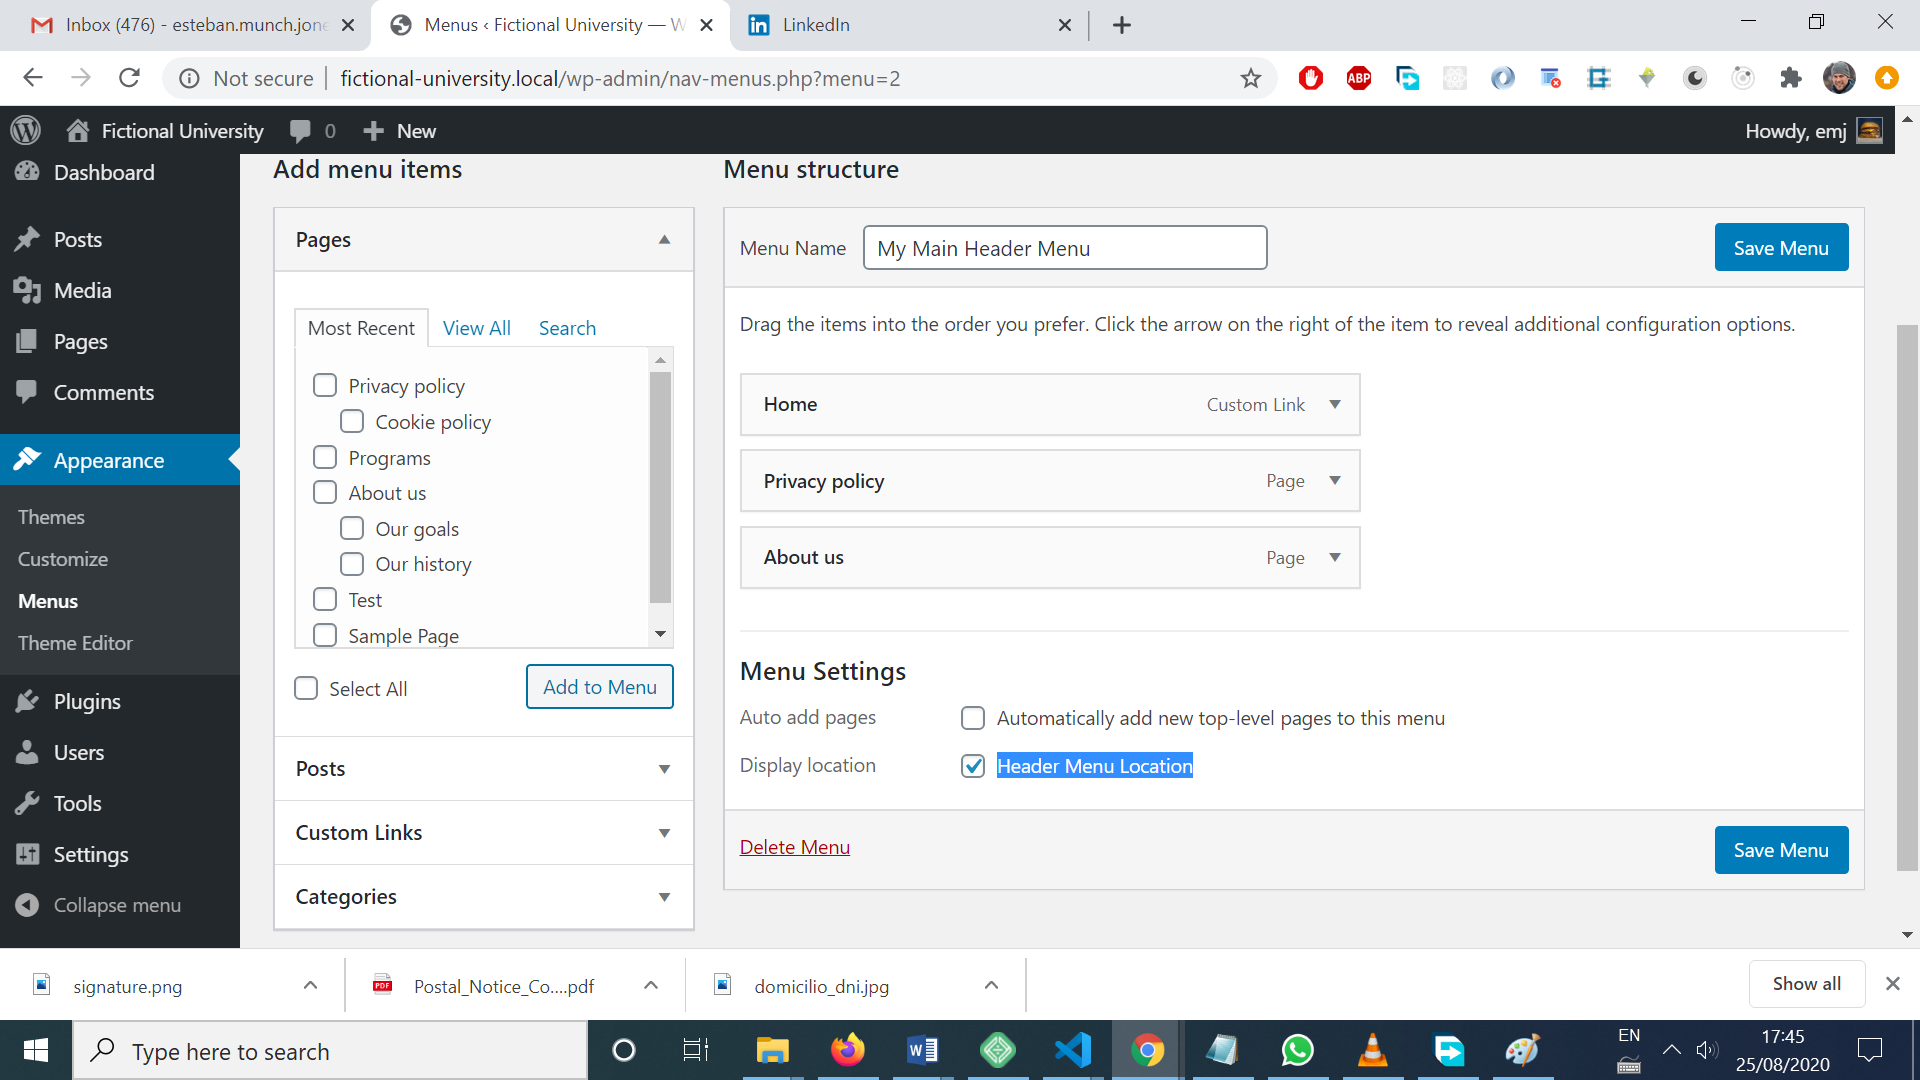 Inbox (476) - esteban.munch.jone
Menus ‹ Fictional University — W
LinkedIn
Not secure
fictional-university.local/wp-admin/nav-menus.php?menu=2
ABP
Fictional University
0
New
Howdy, emj
Dashboard
Posts
Media
Pages
Comments
Appearance
Themes
Customize
Menus
Theme Editor
Plugins
Users
Tools
Settings
Collapse menu
Add menu items
Pages
Most Recent
View All
Search
Privacy policy
Cookie policy
Programs
About us
Our goals
Our history
Test
Sample Page
Select All
Add to Menu
Posts
Custom Links
Categories
Menu structure
Menu Name
My Main Header Menu
Save Menu
Drag the items into the order you prefer. Click the arrow on the right of the item to reveal additional configuration options.
Home
Custom Link
Privacy policy
Page
About us
Page
Menu Settings
Auto add pages
Automatically add new top-level pages to this menu
Display location
Header Menu Location
Delete Menu
Save Menu
signature.png
PDF
Postal_Notice_Co....pdf
domicilio_dni.jpg
Show all
Type here to search
EN
17:45
25/08/2020